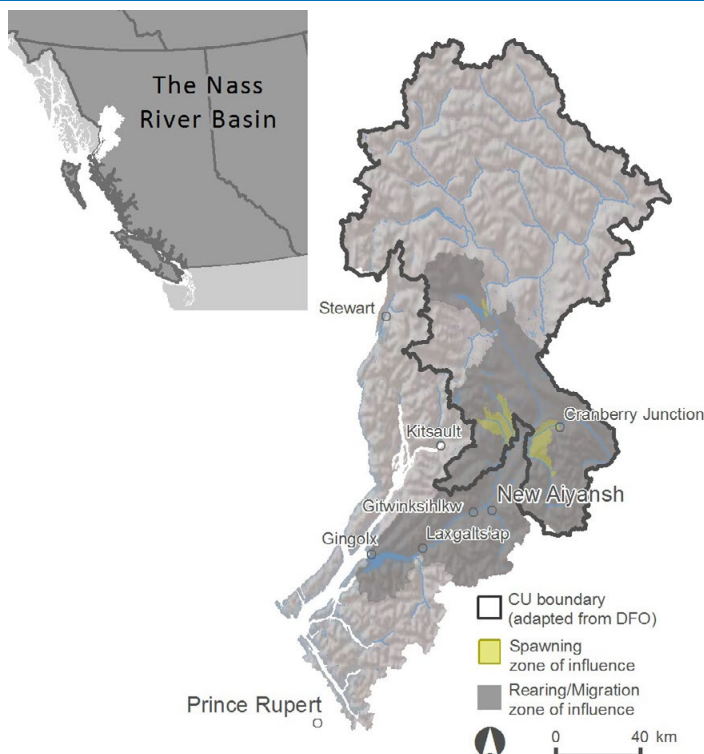 The Nass
River Basin
Stewart
Cranberry Junction
Kitsault
New Aiyansh
Gitwinksihlkw
Laxgalts'ap
Gingolx
CU boundary
(adapted from DFO)
Spawning
zone of influence
Rearing/Migration
zone of influence
Prince Rupert
0 40 km